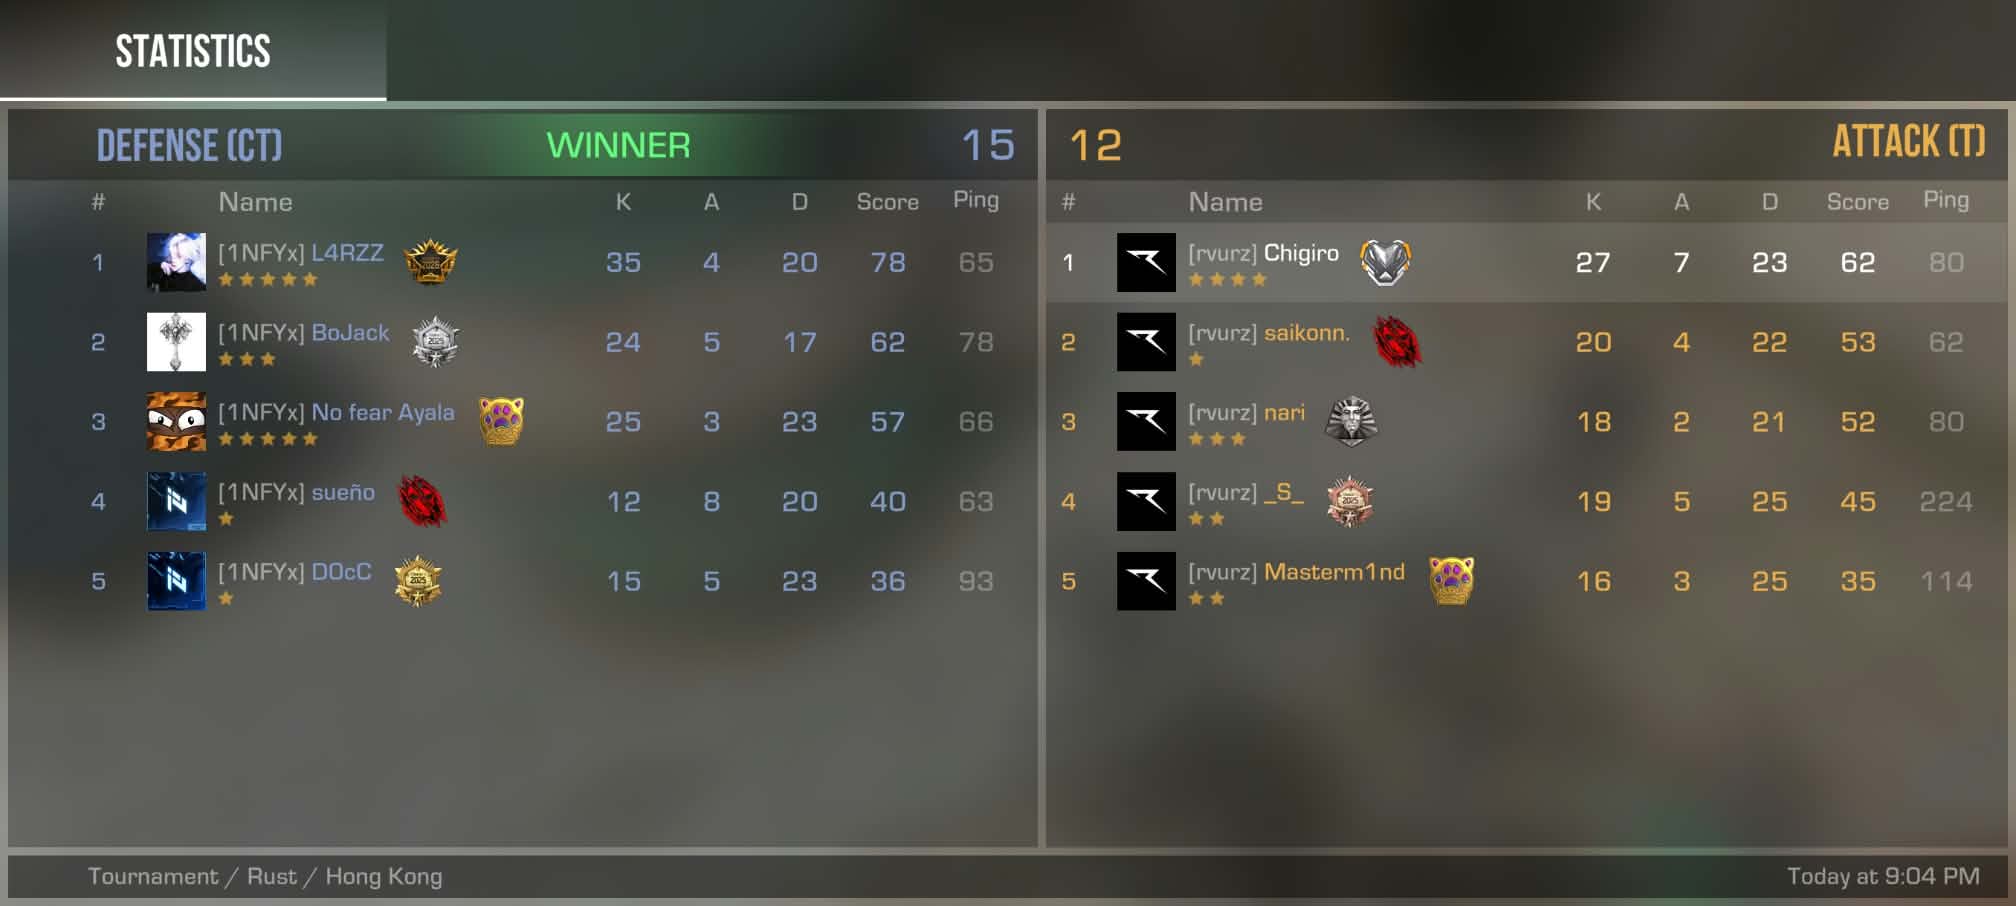 STATISTICS
DEFENSE (CT) WINNER 15
# Name K A D Score Ping
1 [1NFYx] L4RZZ 35 4 20 78 65
2 [1NFYx] BoJack 24 5 17 62 78
3 [1NFYx] No fear Ayala 25 3 23 57 66
4 [1NFYx] sueño 12 8 20 40 63
5 [1NFYx] D0cC 15 5 23 36 93
12 ATTACK (T)
# Name K A D Score Ping
1 [rvurz] Chigiro 27 7 23 62 80
2 [rvurz] saikonn. 20 4 22 53 62
3 [rvurz] nari 18 2 21 52 80
4 [rvurz] _S_ 19 5 25 45 224
5 [rvurz] Masterm1nd 16 3 25 35 114
Tournament / Rust / Hong Kong
Today at 9:04 PM